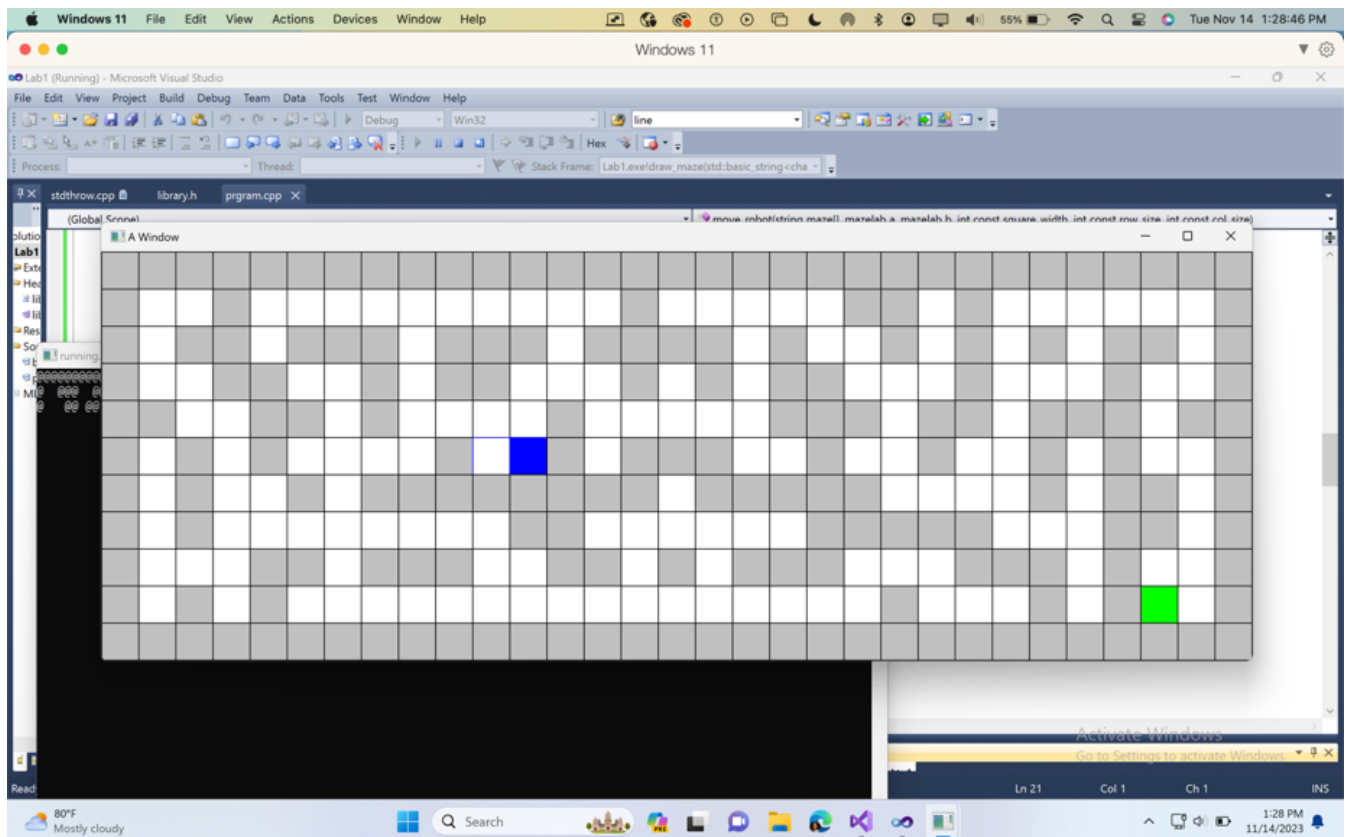 Windows 11 File Edit View Actions Devices Window Help 55% Tue Nov 14 1:28:46 PM
Windows 11
Lab1 (Running) - Microsoft Visual Studio
File Edit View Project Build Debug Team Data Tools Test Window Help
Debug Win32 line
Hex
Process: Thread: Stack Frame: Lab1.exe!draw_maze(std::basic_string<cha
stdthrow.cpp library.h prgram.cpp
(Global Scope) move_robot(string maze[], mazelab a, mazelab b, int const square_width, int const row_size, int const col_size)
A Window
Lab1
running.
Activate Windows
Go to Settings to activate Windows.
Ln 21 Col 1 Ch 1 INS
80°F
Mostly cloudy
Search
1:28 PM
11/14/2023